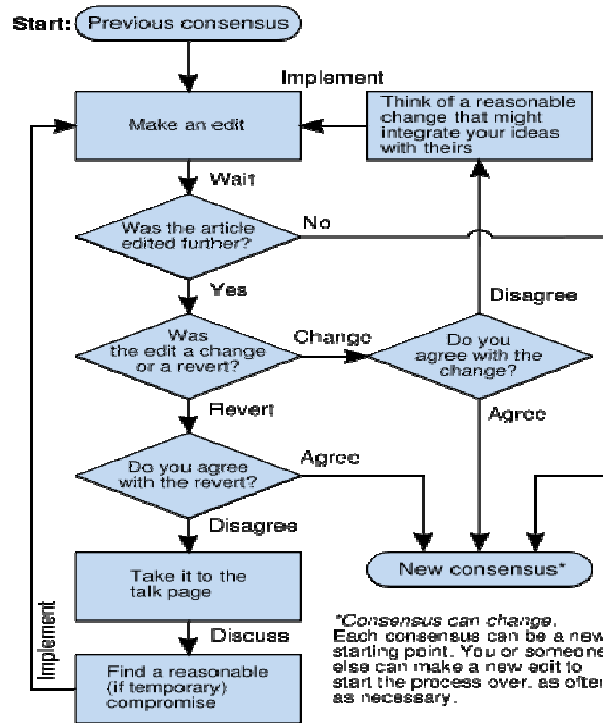 Start: Previous consensus
Implement
Make an edit
Think of a reasonable
change that might
integrate your ideas
with theirs
Wait
Was the article
edited further?
No
Yes
Disagree
Was
the edit a change
or a revert?
Change
Do you
agree with the
change?
Revert
Agree
Do you agree
with the revert?
Agree
Disagree
Take it to the
talk page
New consensus*
Discuss
Implement
Find a reasonable
(if temporary)
compromise
*Consensus can change.
Each consensus can be a new
starting point. You or someone
else can make a new edit to
start the process over, as often
as necessary.